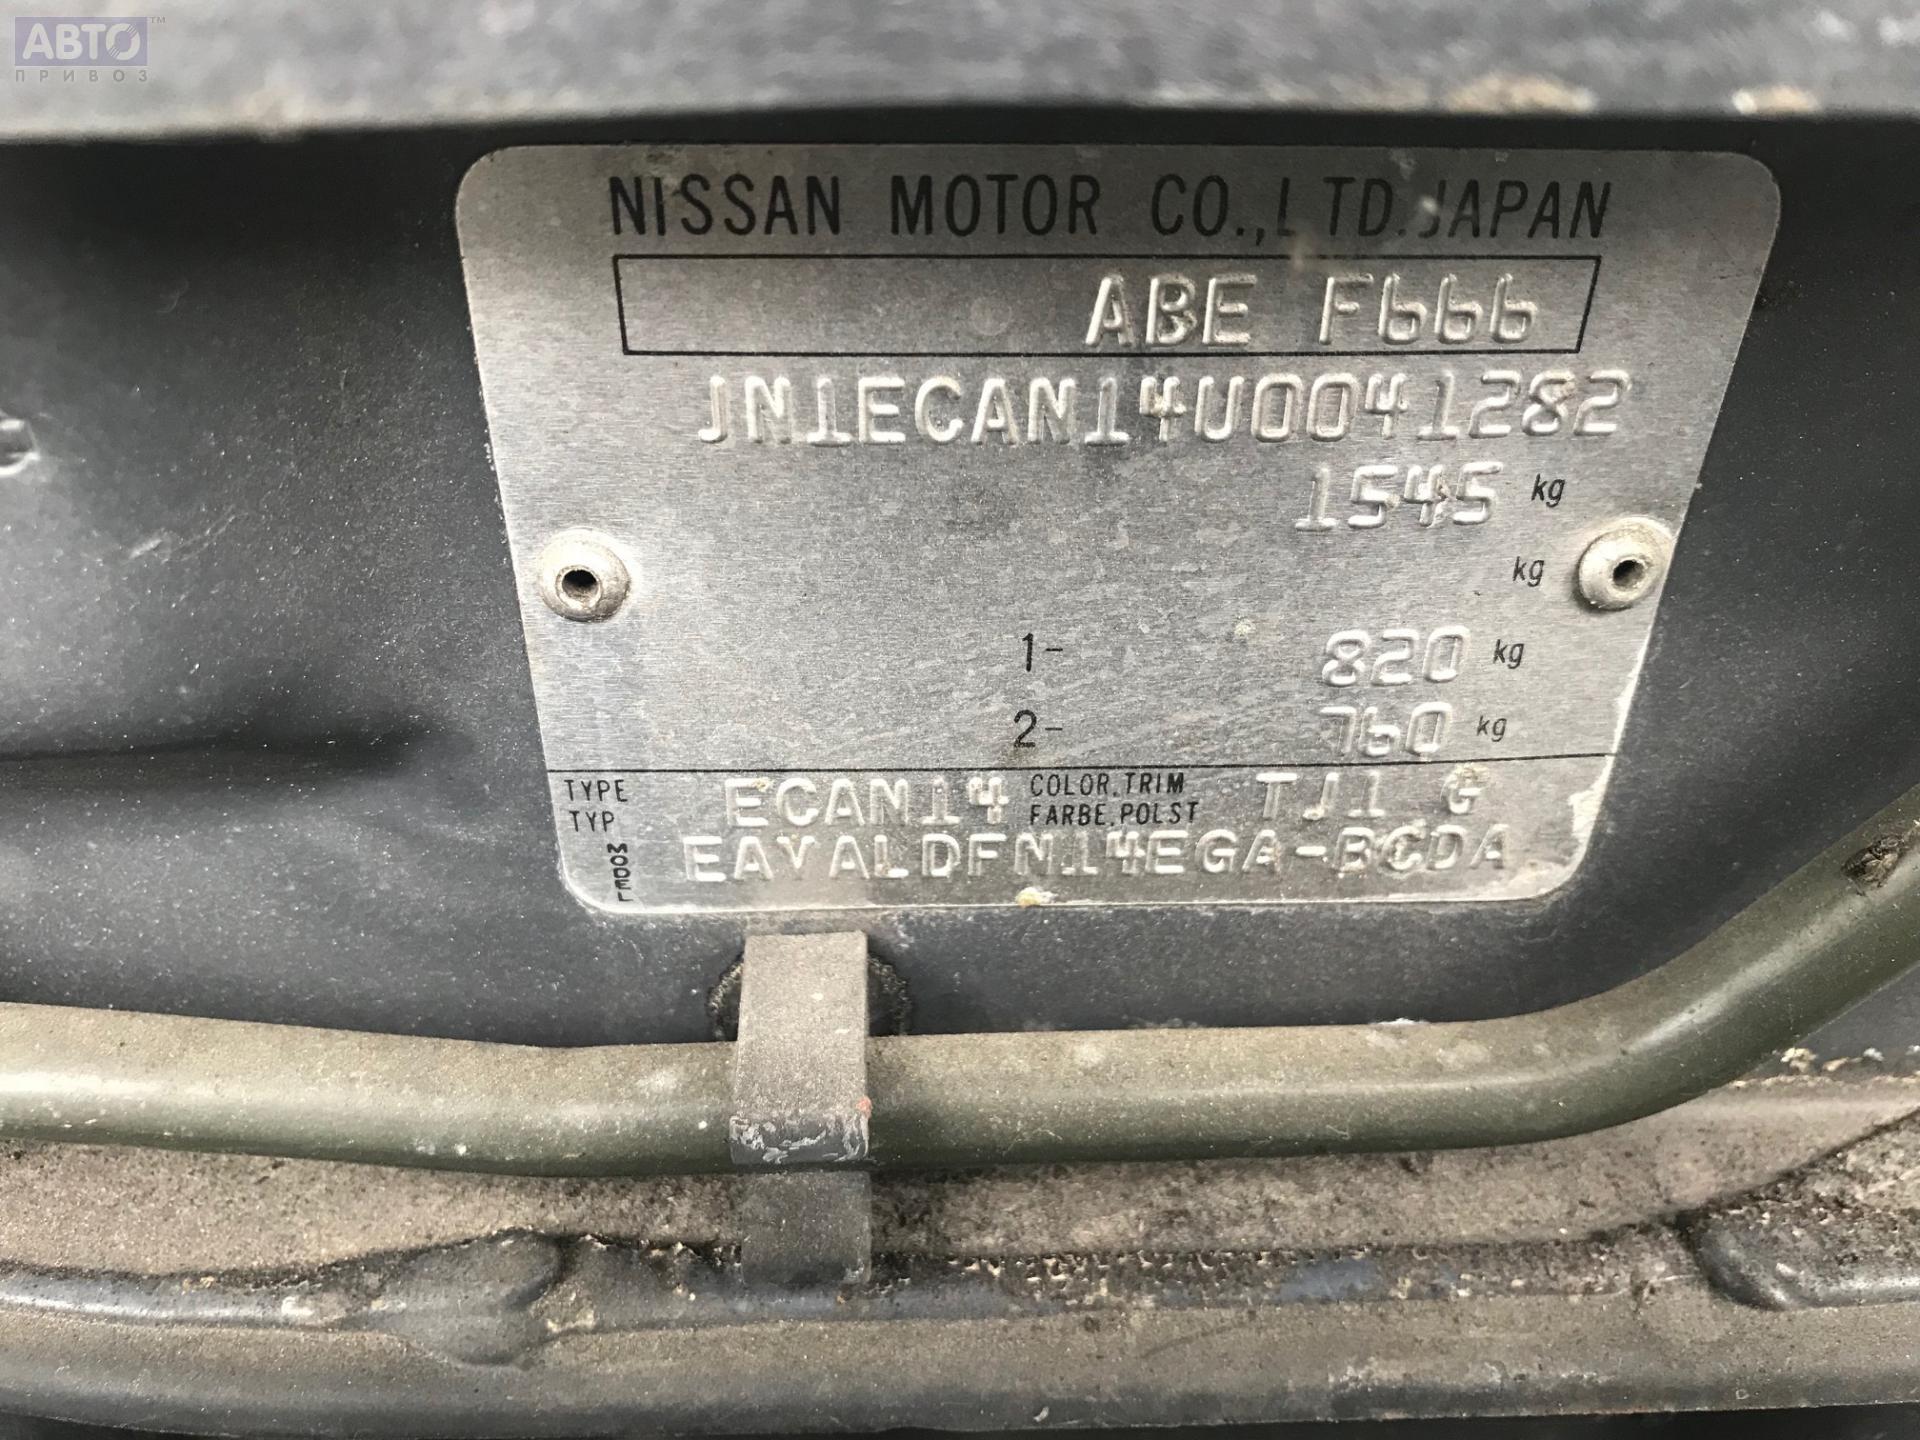 АВТО™
ПРИВОЗ
NISSAN MOTOR CO.,LTD.JAPAN
ABE F666
JN1ECAN14U0041282
1545 kg
kg
1- 820 kg
2- 760 kg
TYPE
TYP
ECAN14
COLOR.TRIM
FARBE.POLST
TJ1 G
MODEL
EAYALDFN14EGA-BCDA